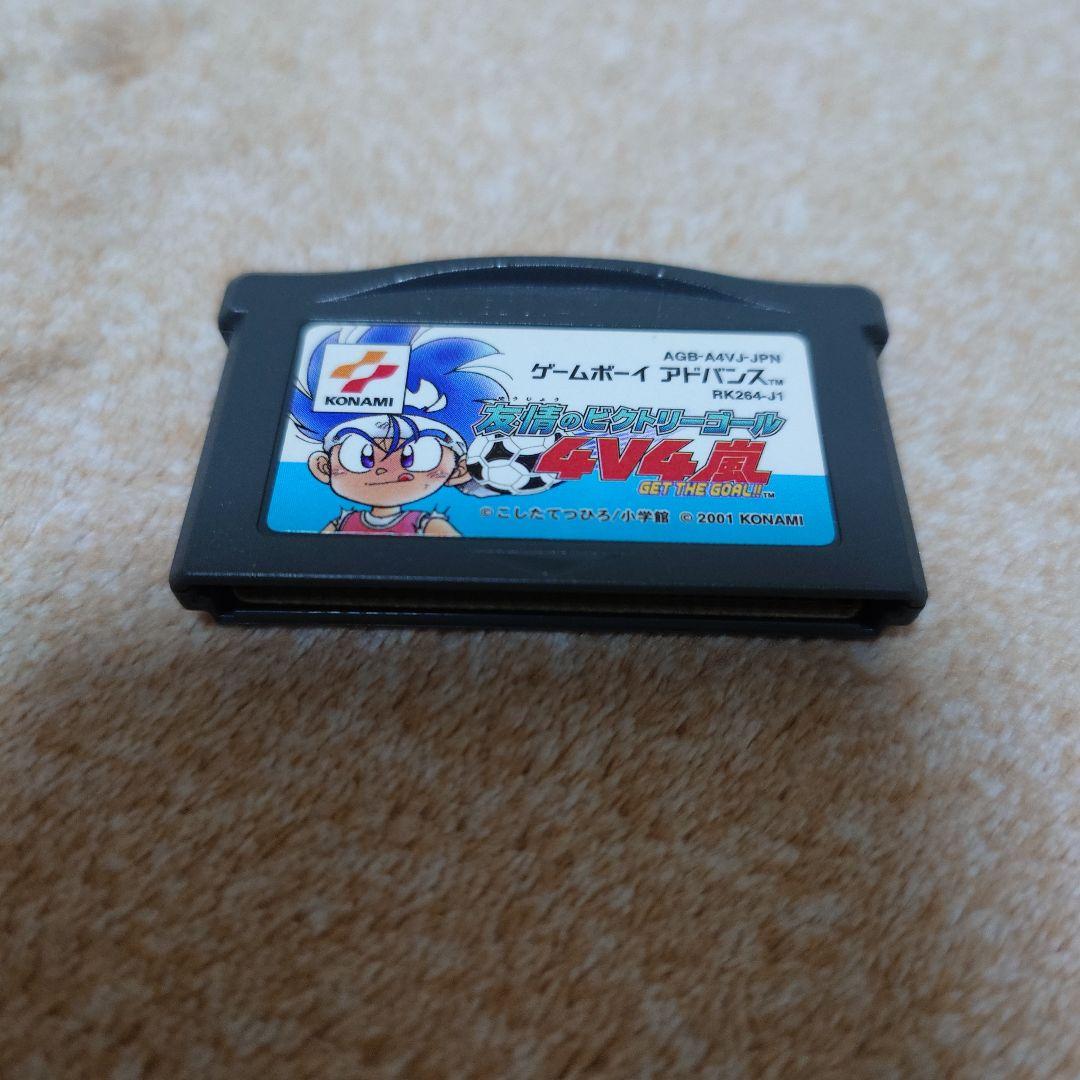 KONAMI
AGB-A4VJ-JPN
ゲームボーイ アドバンス™
RK264-J1
ゆうじょう
友情のビクトリーゴール
4V4嵐
GET THE GOAL!!™
©こしたてつひろ/小学館 © 2001 KONAMI